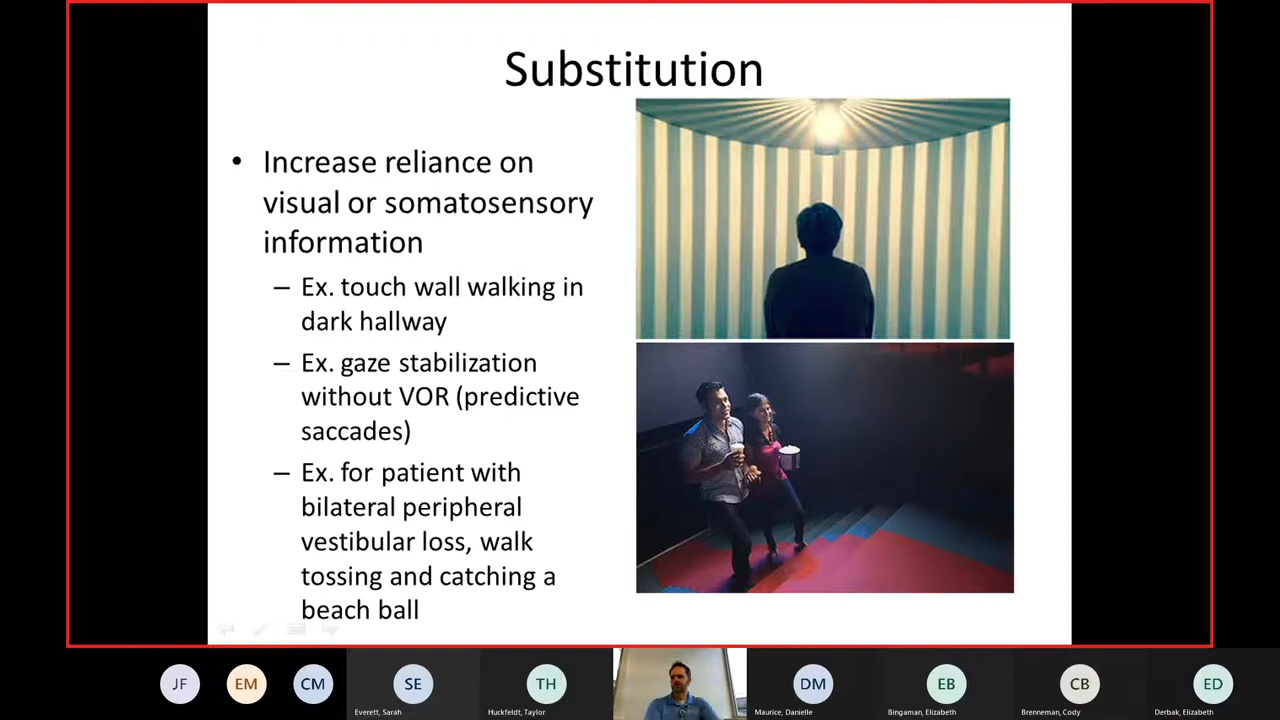 Substitution
• Increase reliance on
visual or somatosensory
information
– Ex. touch wall walking in
dark hallway
– Ex. gaze stabilization
without VOR (predictive
saccades)
– Ex. for patient with
bilateral peripheral
vestibular loss, walk
tossing and catching a
beach ball
JF
EM
CM
SE
TH
DM
EB
CB
ED
Everett, Sarah
Huckfeldt, Taylor
Maurice, Danielle
Bingaman, Elizabeth
Brenneman, Cody
Derbak, Elizabeth